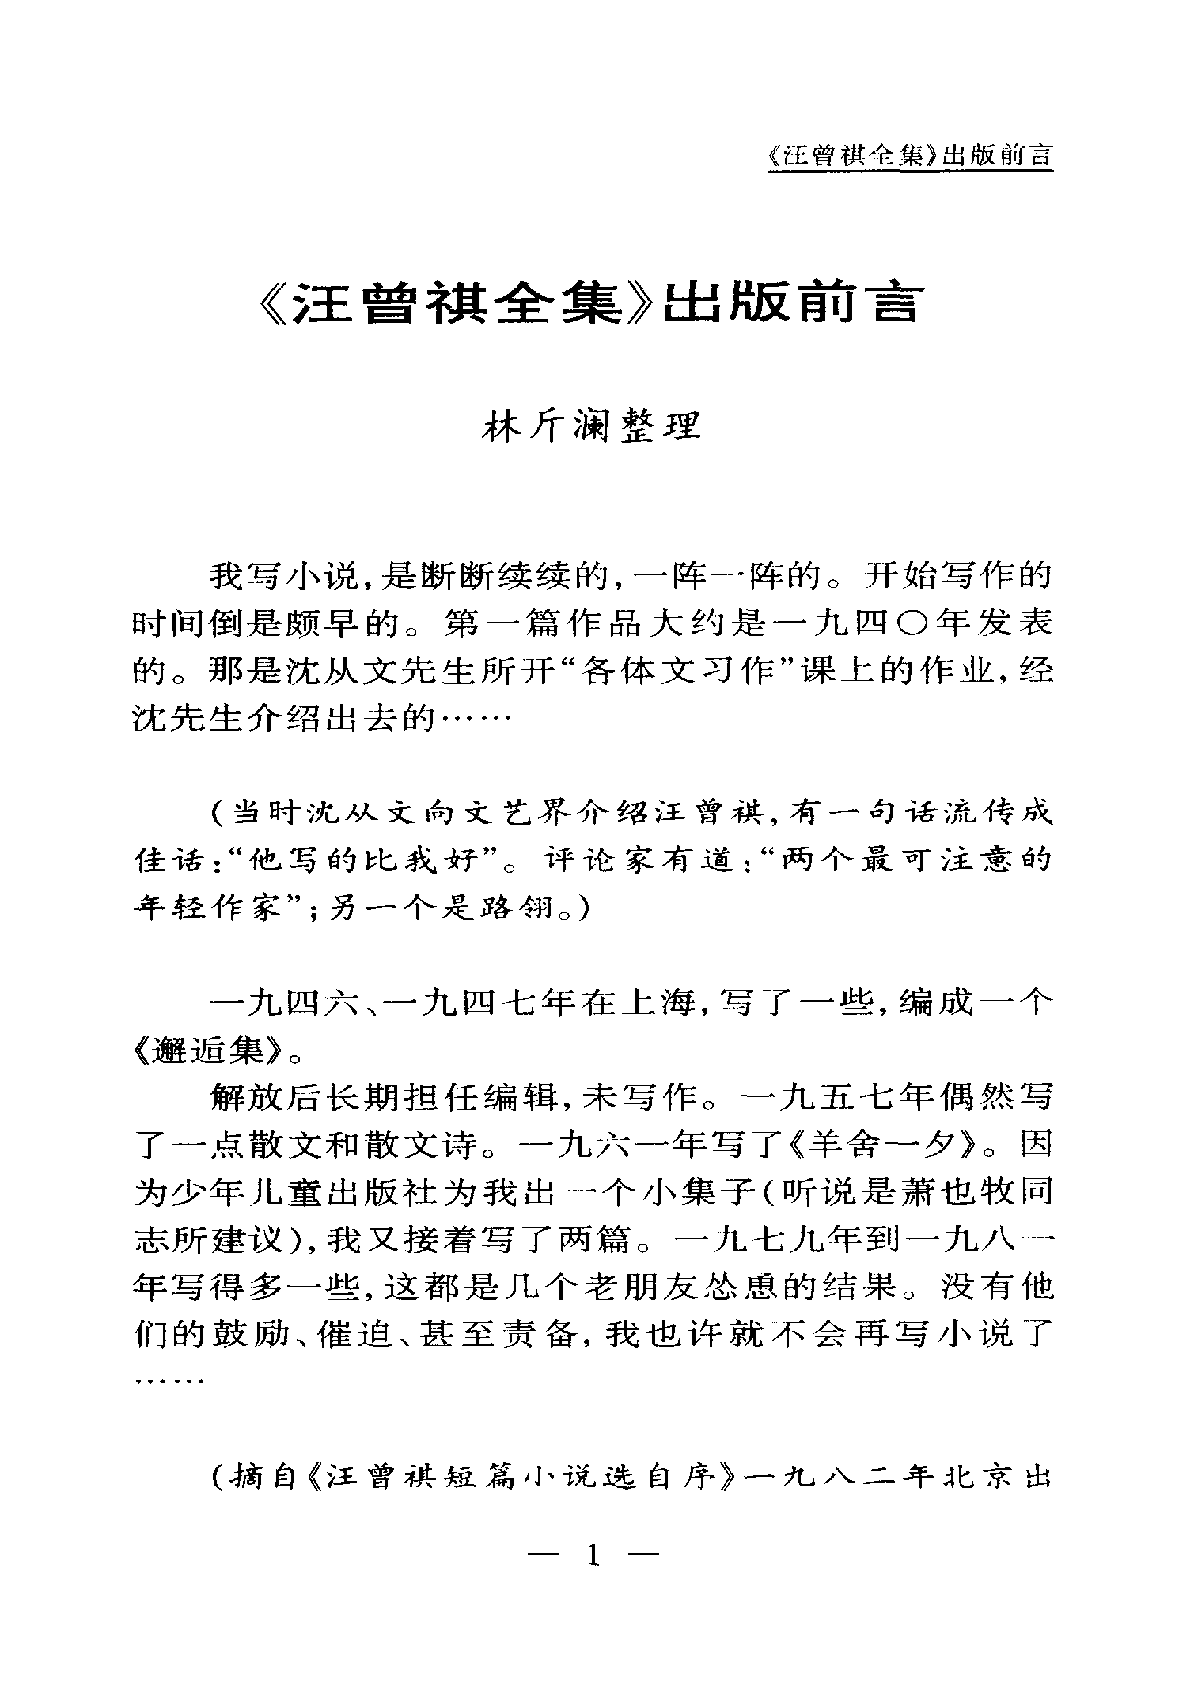 《汪曾祺全集》出版前言
《汪曾祺全集》出版前言
林斤澜整理
我写小说,是断断续续的,一阵一阵的。开始写作的
时间倒是颇早的。第一篇作品大约是一九四〇年发表
的。那是沈从文先生所开“各体文习作”课上的作业,经
沈先生介绍出去的……
(当时沈从文向文艺界介绍汪曾祺,有一句话流传成
佳话:“他写的比我好”。评论家有道:“两个最可注意的
年轻作家”;另一个是路翎。)
一九四六、一九四七年在上海,写了一些,编成一个
《邂逅集》。
解放后长期担任编辑,未写作。一九五七年偶然写
了一点散文和散文诗。一九六一年写了《羊舍一夕》。因
为少年儿童出版社为我出一个小集子(听说是萧也牧同
志所建议),我又接着写了两篇。一九七九年到一九八一
年写得多一些,这都是几个老朋友怂恿的结果。没有他
们的鼓励、催迫、甚至责备,我也许就不会再写小说了
……
(摘自《汪曾祺短篇小说选自序》一九八二年北京出
— 1 —